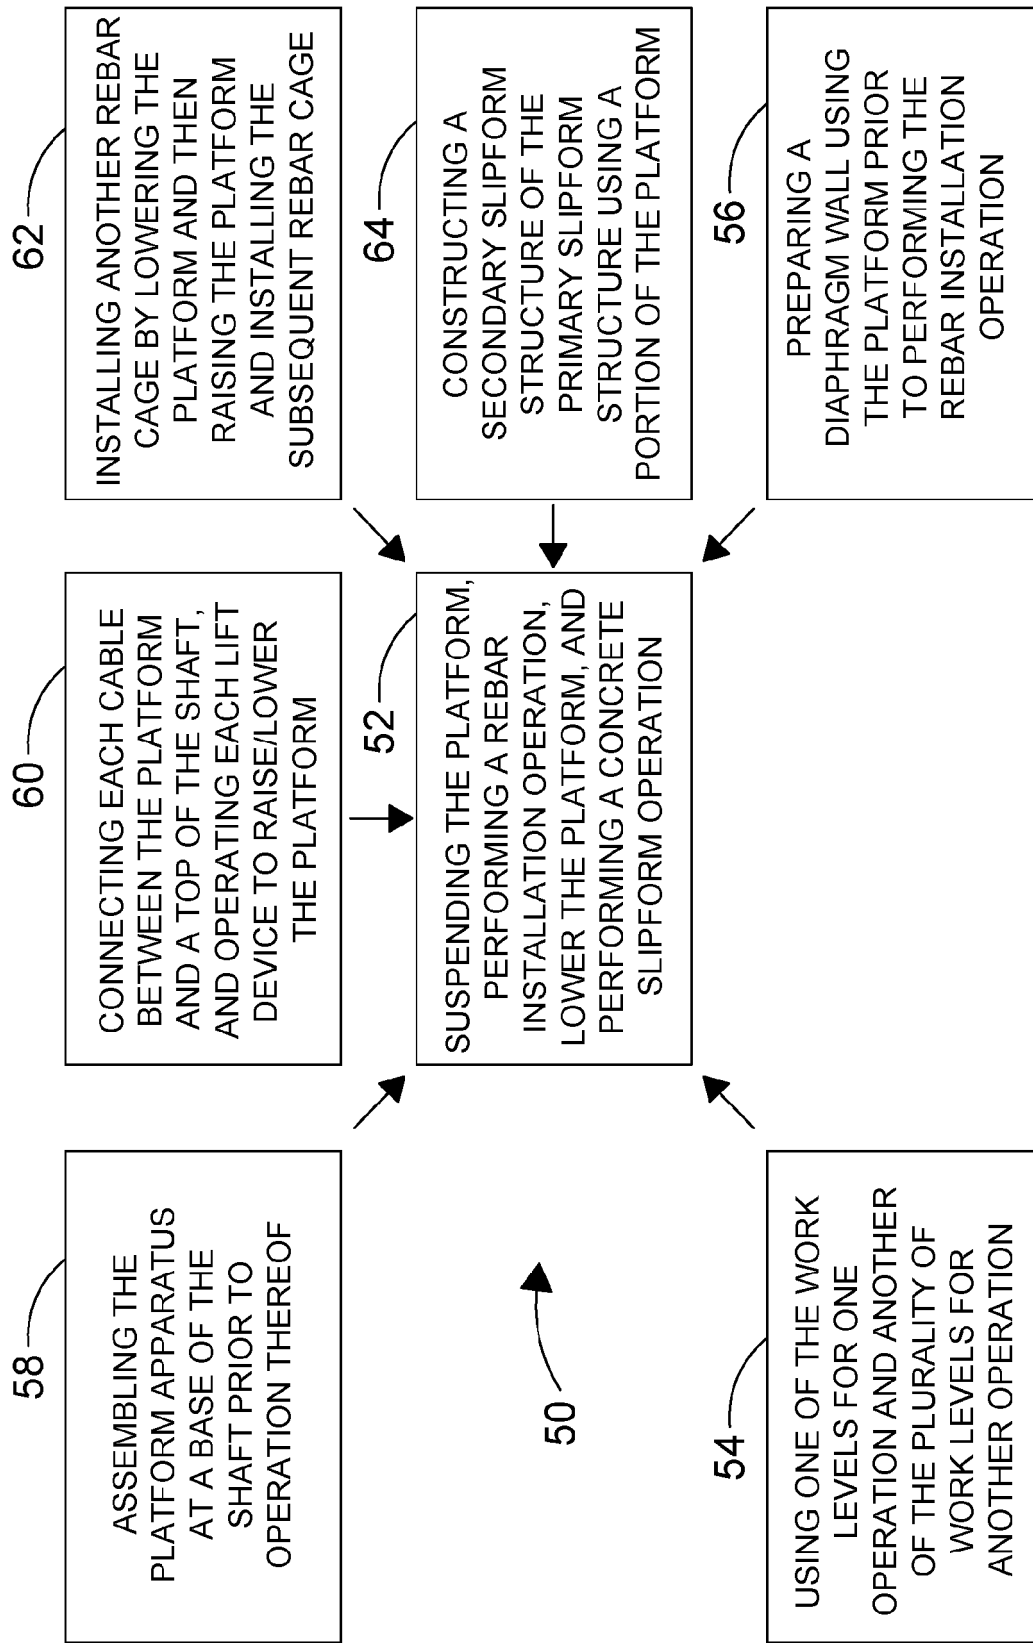 58
ASSEMBLING THE
PLATFORM APPARATUS
AT A BASE OF THE
SHAFT PRIOR TO
OPERATION THEREOF
60
CONNECTING EACH CABLE
BETWEEN THE PLATFORM
AND A TOP OF THE SHAFT,
AND OPERATING EACH LIFT
DEVICE TO RAISE/LOWER
THE PLATFORM
62
INSTALLING ANOTHER REBAR
CAGE BY LOWERING THE
PLATFORM AND THEN
RAISING THE PLATFORM
AND INSTALLING THE
SUBSEQUENT REBAR CAGE
50
52
SUSPENDING THE PLATFORM,
PERFORMING A REBAR
INSTALLATION OPERATION,
LOWER THE PLATFORM, AND
PERFORMING A CONCRETE
SLIPFORM OPERATION
64
CONSTRUCTING A
SECONDARY SLIPFORM
STRUCTURE OF THE
PRIMARY SLIPFORM
STRUCTURE USING A
PORTION OF THE PLATFORM
54
USING ONE OF THE WORK
LEVELS FOR ONE
OPERATION AND ANOTHER
OF THE PLURALITY OF
WORK LEVELS FOR
ANOTHER OPERATION
56
PREPARING A
DIAPHRAGM WALL USING
THE PLATFORM PRIOR
TO PERFORMING THE
REBAR INSTALLATION
OPERATION